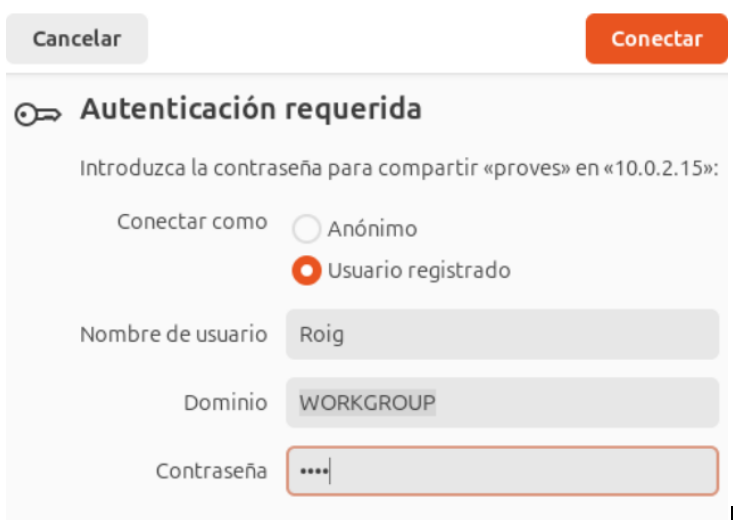 Cancelar Conectar
Autenticación requerida
Introduzca la contraseña para compartir «proves» en «10.0.2.15»:
Conectar como Anónimo
Usuario registrado
Nombre de usuario Roig
Dominio WORKGROUP
Contraseña ••••